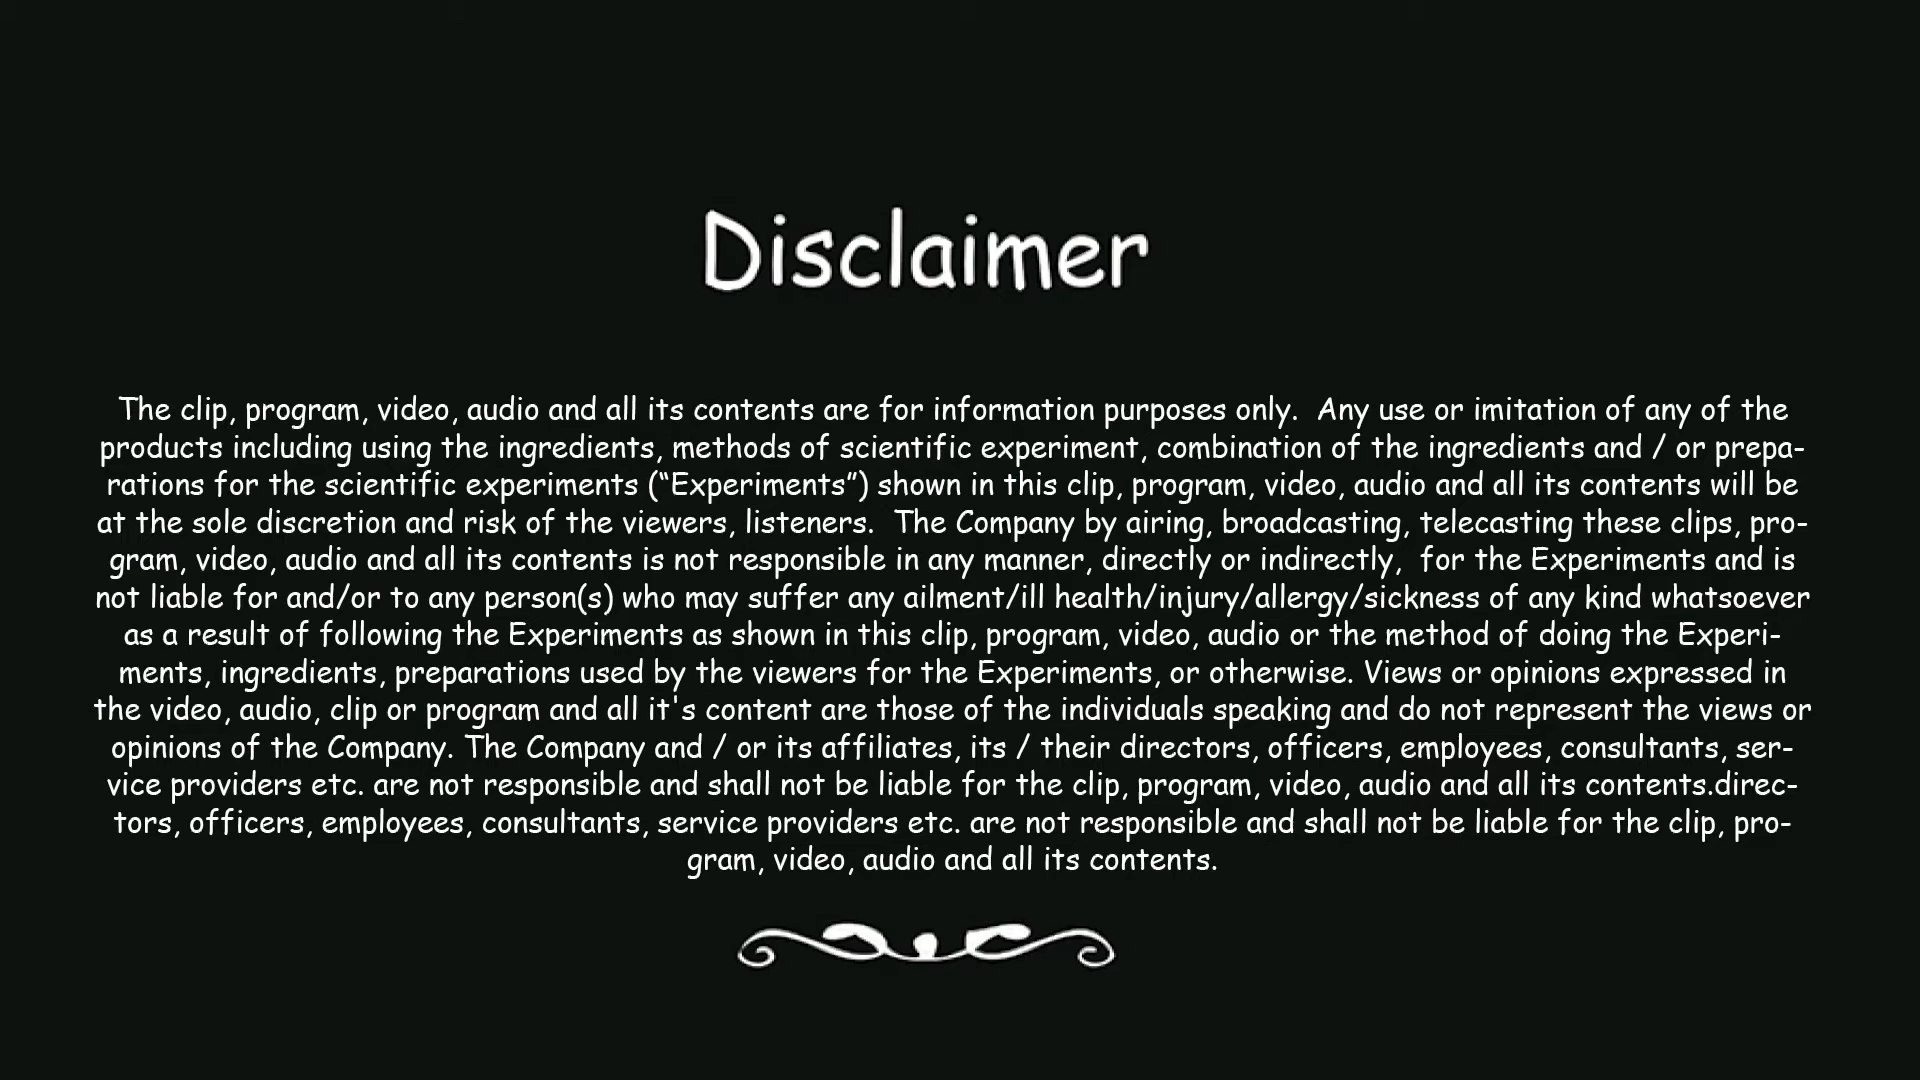 Disclaimer
The clip, program, video, audio and all its contents are for information purposes only.  Any use or imitation of any of the
products including using the ingredients, methods of scientific experiment, combination of the ingredients and / or prepa-
rations for the scientific experiments (“Experiments”) shown in this clip, program, video, audio and all its contents will be
at the sole discretion and risk of the viewers, listeners.  The Company by airing, broadcasting, telecasting these clips, pro-
gram, video, audio and all its contents is not responsible in any manner, directly or indirectly,  for the Experiments and is
not liable for and/or to any person(s) who may suffer any ailment/ill health/injury/allergy/sickness of any kind whatsoever
as a result of following the Experiments as shown in this clip, program, video, audio or the method of doing the Experi-
ments, ingredients, preparations used by the viewers for the Experiments, or otherwise. Views or opinions expressed in
the video, audio, clip or program and all it's content are those of the individuals speaking and do not represent the views or
opinions of the Company. The Company and / or its affiliates, its / their directors, officers, employees, consultants, ser-
vice providers etc. are not responsible and shall not be liable for the clip, program, video, audio and all its contents.direc-
tors, officers, employees, consultants, service providers etc. are not responsible and shall not be liable for the clip, pro-
gram, video, audio and all its contents.